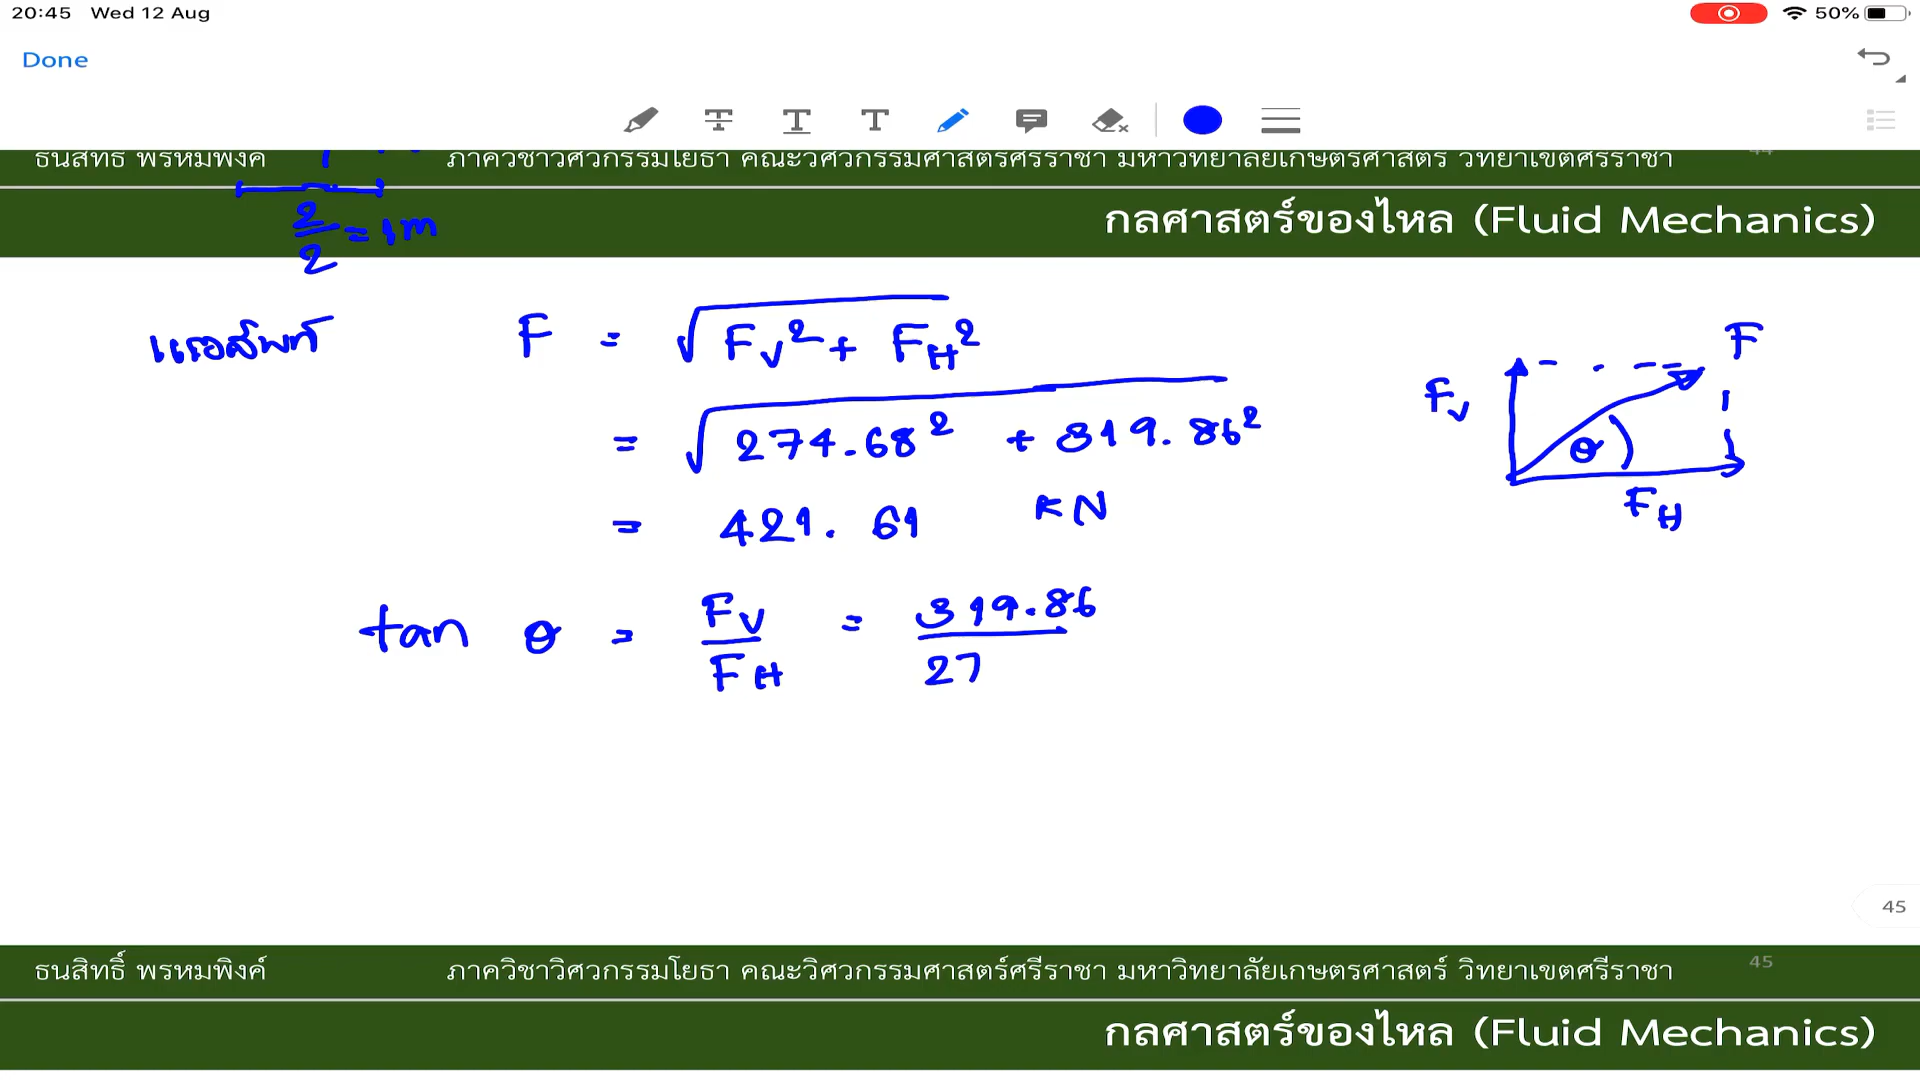 20:45 Wed 12 Aug
50%
Done
ธนสิทธิ์ พรหมพิงค์ ภาควิชาวิศวกรรมโยธา คณะวิศวกรรมศาสตร์ศรีราชา มหาวิทยาลัยเกษตรศาสตร์ วิทยาเขตศรีราชา 44
กลศาสตร์ของไหล (Fluid Mechanics)
2/2 = 1m
F = √(Fv² + FH²)
= √(274.68² + 319.86²)
= 421.61 KN
tan θ = Fv/FH = 319.86/27
F
Fv
θ
FH
45
ธนสิทธิ์ พรหมพิงค์ ภาควิชาวิศวกรรมโยธา คณะวิศวกรรมศาสตร์ศรีราชา มหาวิทยาลัยเกษตรศาสตร์ วิทยาเขตศรีราชา 45
กลศาสตร์ของไหล (Fluid Mechanics)